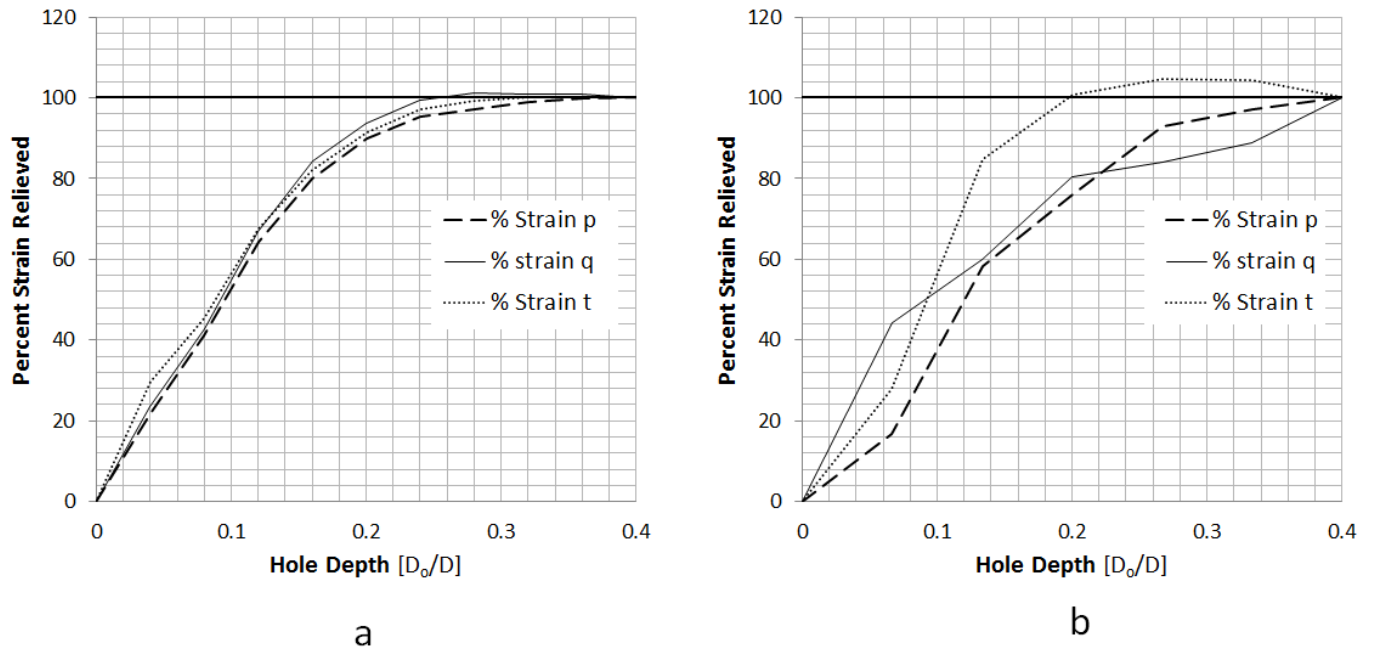 120
100
80
60
40
20
0
Percent Strain Relieved
% Strain p
% strain q
% Strain t
0
0.1
0.2
0.3
0.4
Hole Depth [Do/D]
a
120
100
80
60
40
20
0
Percent Strain Relieved
% Strain p
% strain q
% Strain t
0
0.1
0.2
0.3
0.4
Hole Depth [Do/D]
b